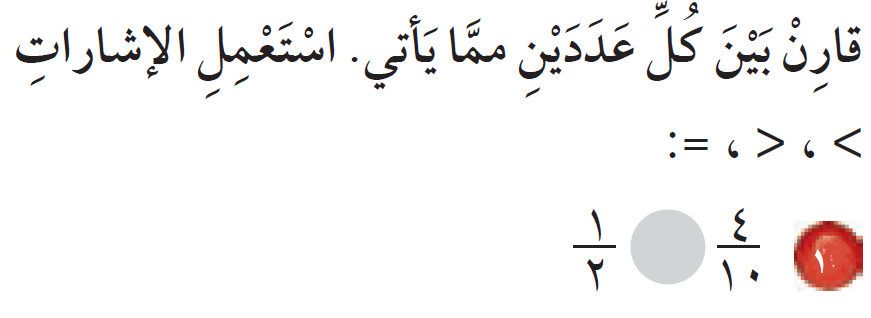 قارِنْ بَيْنَ كُلِّ عَدَدَيْنِ ممَّا يَأتي. اسْتَعْمِلِ الإشاراتِ
> ، < ، =:
١ ٤/١٠ ١/٢